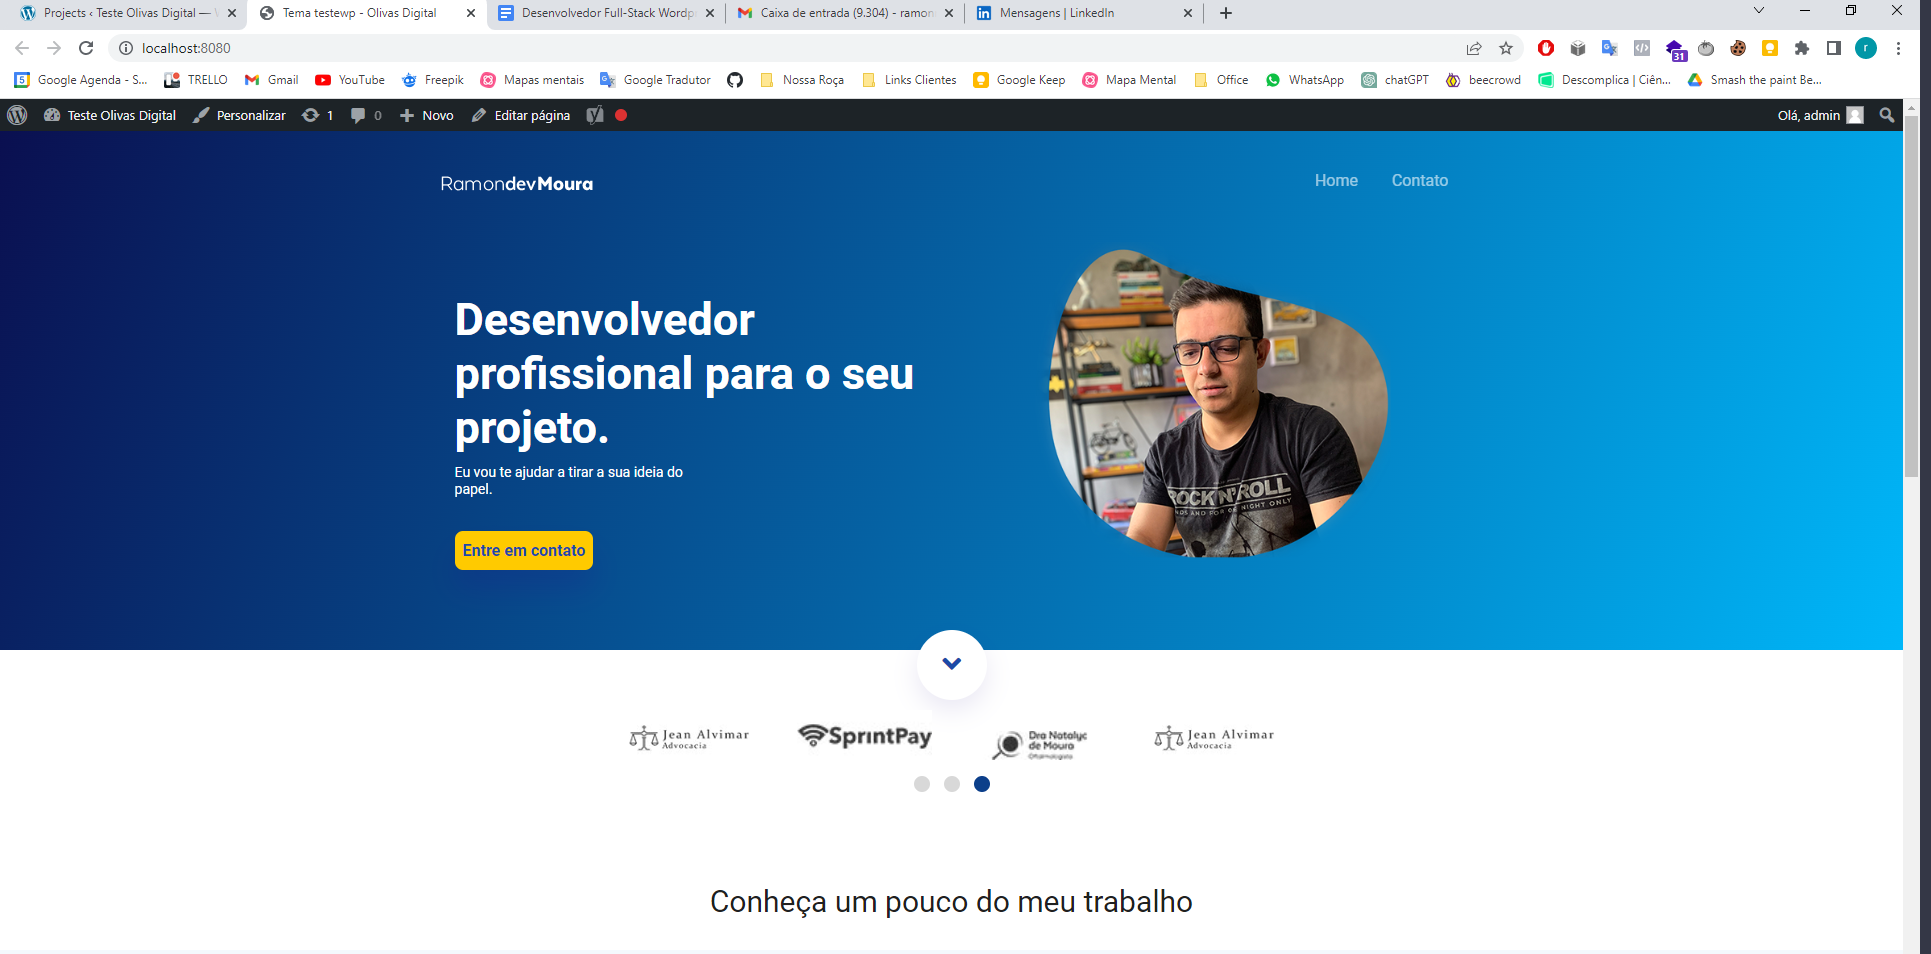 Projects ‹ Teste Olivas Digital —
Tema testewp - Olivas Digital
Desenvolvedor Full-Stack Wordp
Caixa de entrada (9.304) - ramon
Mensagens | LinkedIn
localhost:8080
31
r
5
Google Agenda - S...
TRELLO
Gmail
YouTube
Freepik
Mapas mentais
Google Tradutor
Nossa Roça
Links Clientes
Google Keep
Mapa Mental
Office
WhatsApp
chatGPT
beecrowd
Descomplica | Ciên...
Smash the paint Be...
Teste Olivas Digital
Personalizar
1
0
Novo
Editar página
Olá, admin
RamondevMoura
Home
Contato
Desenvolvedor
profissional para o seu
projeto.
Eu vou te ajudar a tirar a sua ideia do
papel.
Entre em contato
ROCK N' ROLL
NIGHT ONLY
Jean Alvimar
Advocacia
SprintPay
Dra Natalyc
de Moura
Oftalmologista
Jean Alvimar
Advocacia
Conheça um pouco do meu trabalho